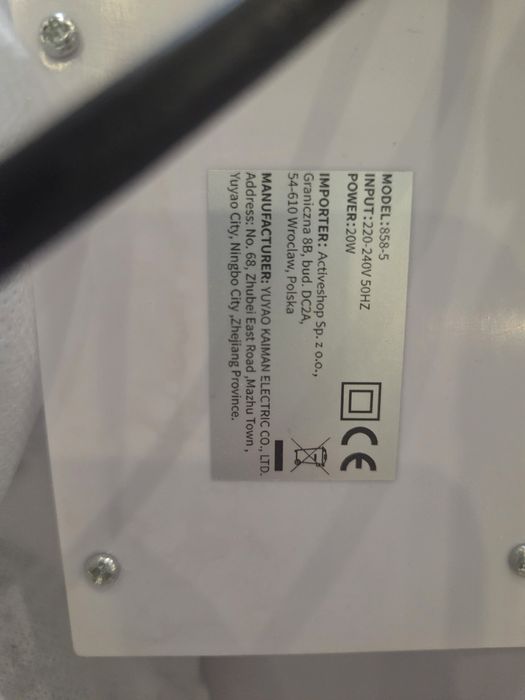 MODEL:858-5
INPUT:220-240V 50HZ
POWER:20W
CE
IMPORTER: Activeshop Sp. z o.o.,
Graniczna 8B, bud. DC2A,
54-610 Wroclaw, Polska
MANUFACTURER: YUYAO KAIMAN ELECTRIC CO., LTD.
Address: No. 68, Zhubei East Road ,Mazhu Town ,
Yuyao City, Ningbo City ,Zhejiang Province.